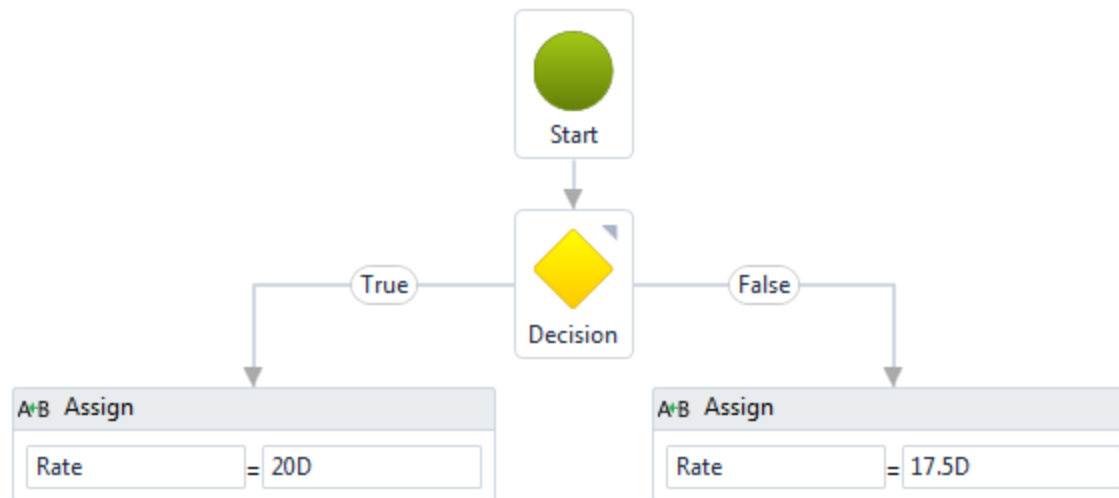 Start
True
False
Decision
A+B Assign
A+B Assign
Rate = 20D
Rate = 17.5D